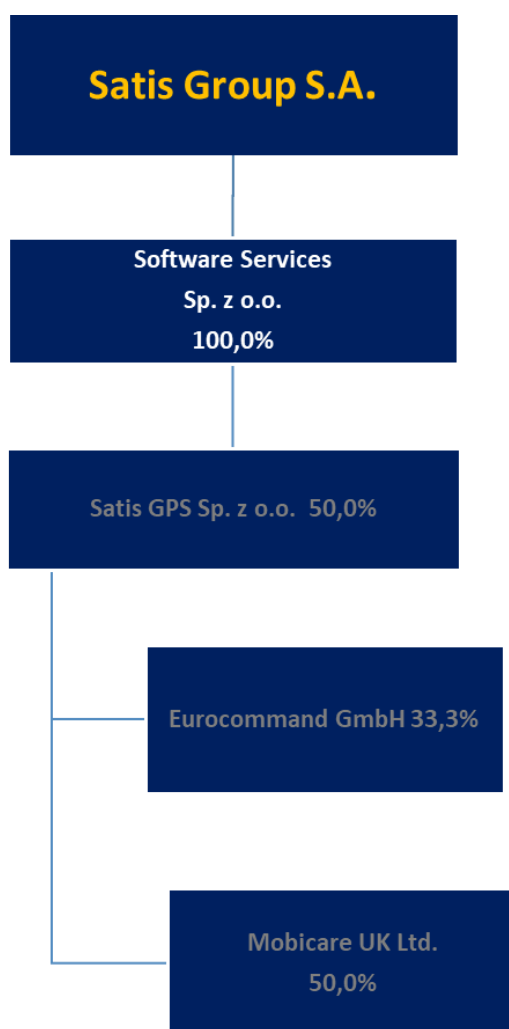 Satis Group S.A.
Software Services
Sp. z o.o.
100,0%
Satis GPS Sp. z o.o.  50,0%
Eurocommand GmbH 33,3%
Mobicare UK Ltd.
50,0%